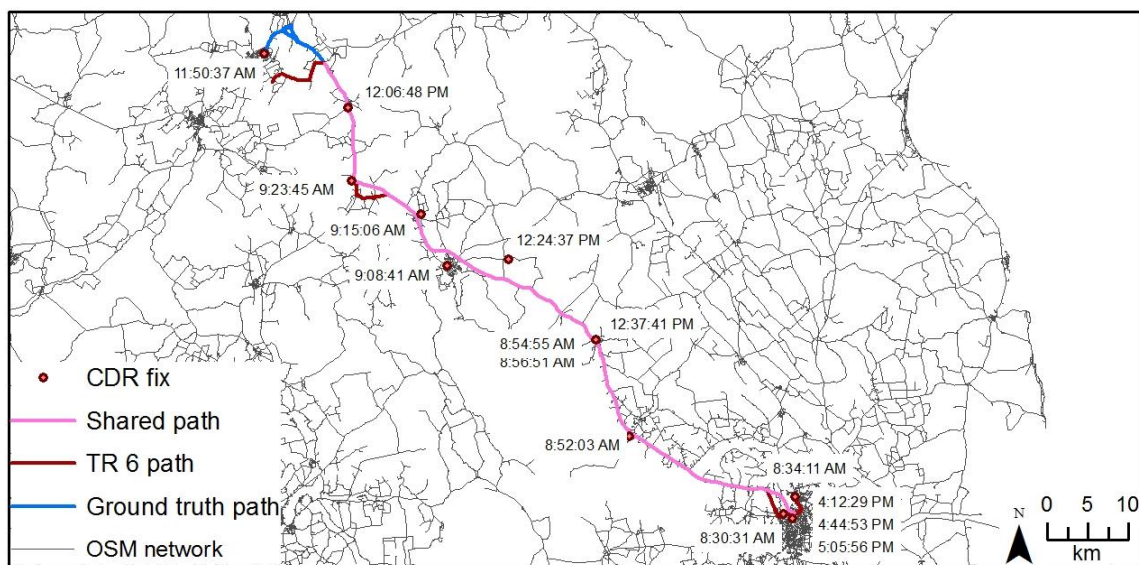 11:50:37 AM
12:06:48 PM
9:23:45 AM
9:15:06 AM
12:24:37 PM
9:08:41 AM
12:37:41 PM
8:54:55 AM
8:56:51 AM
CDR fix
Shared path
TR 6 path
Ground truth path
OSM network
8:52:03 AM
8:34:11 AM
4:12:29 PM
4:44:53 PM
5:05:56 PM
8:30:31 AM
N
0 5 10
km